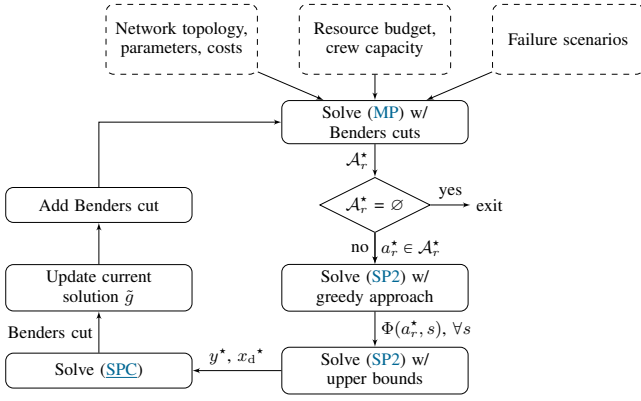 Network topology,
parameters, costs
Resource budget,
crew capacity
Failure scenarios
Solve (MP) w/
Benders cuts
𝒜ᵣ⋆
𝒜ᵣ⋆ = ∅
yes
exit
no
aᵣ⋆ ∈ 𝒜ᵣ⋆
Solve (SP2) w/
greedy approach
Φ(aᵣ⋆, s), ∀s
Solve (SP2) w/
upper bounds
y⋆, x_d⋆
Solve (SPC)
Benders cut
Update current
solution g̃
Add Benders cut